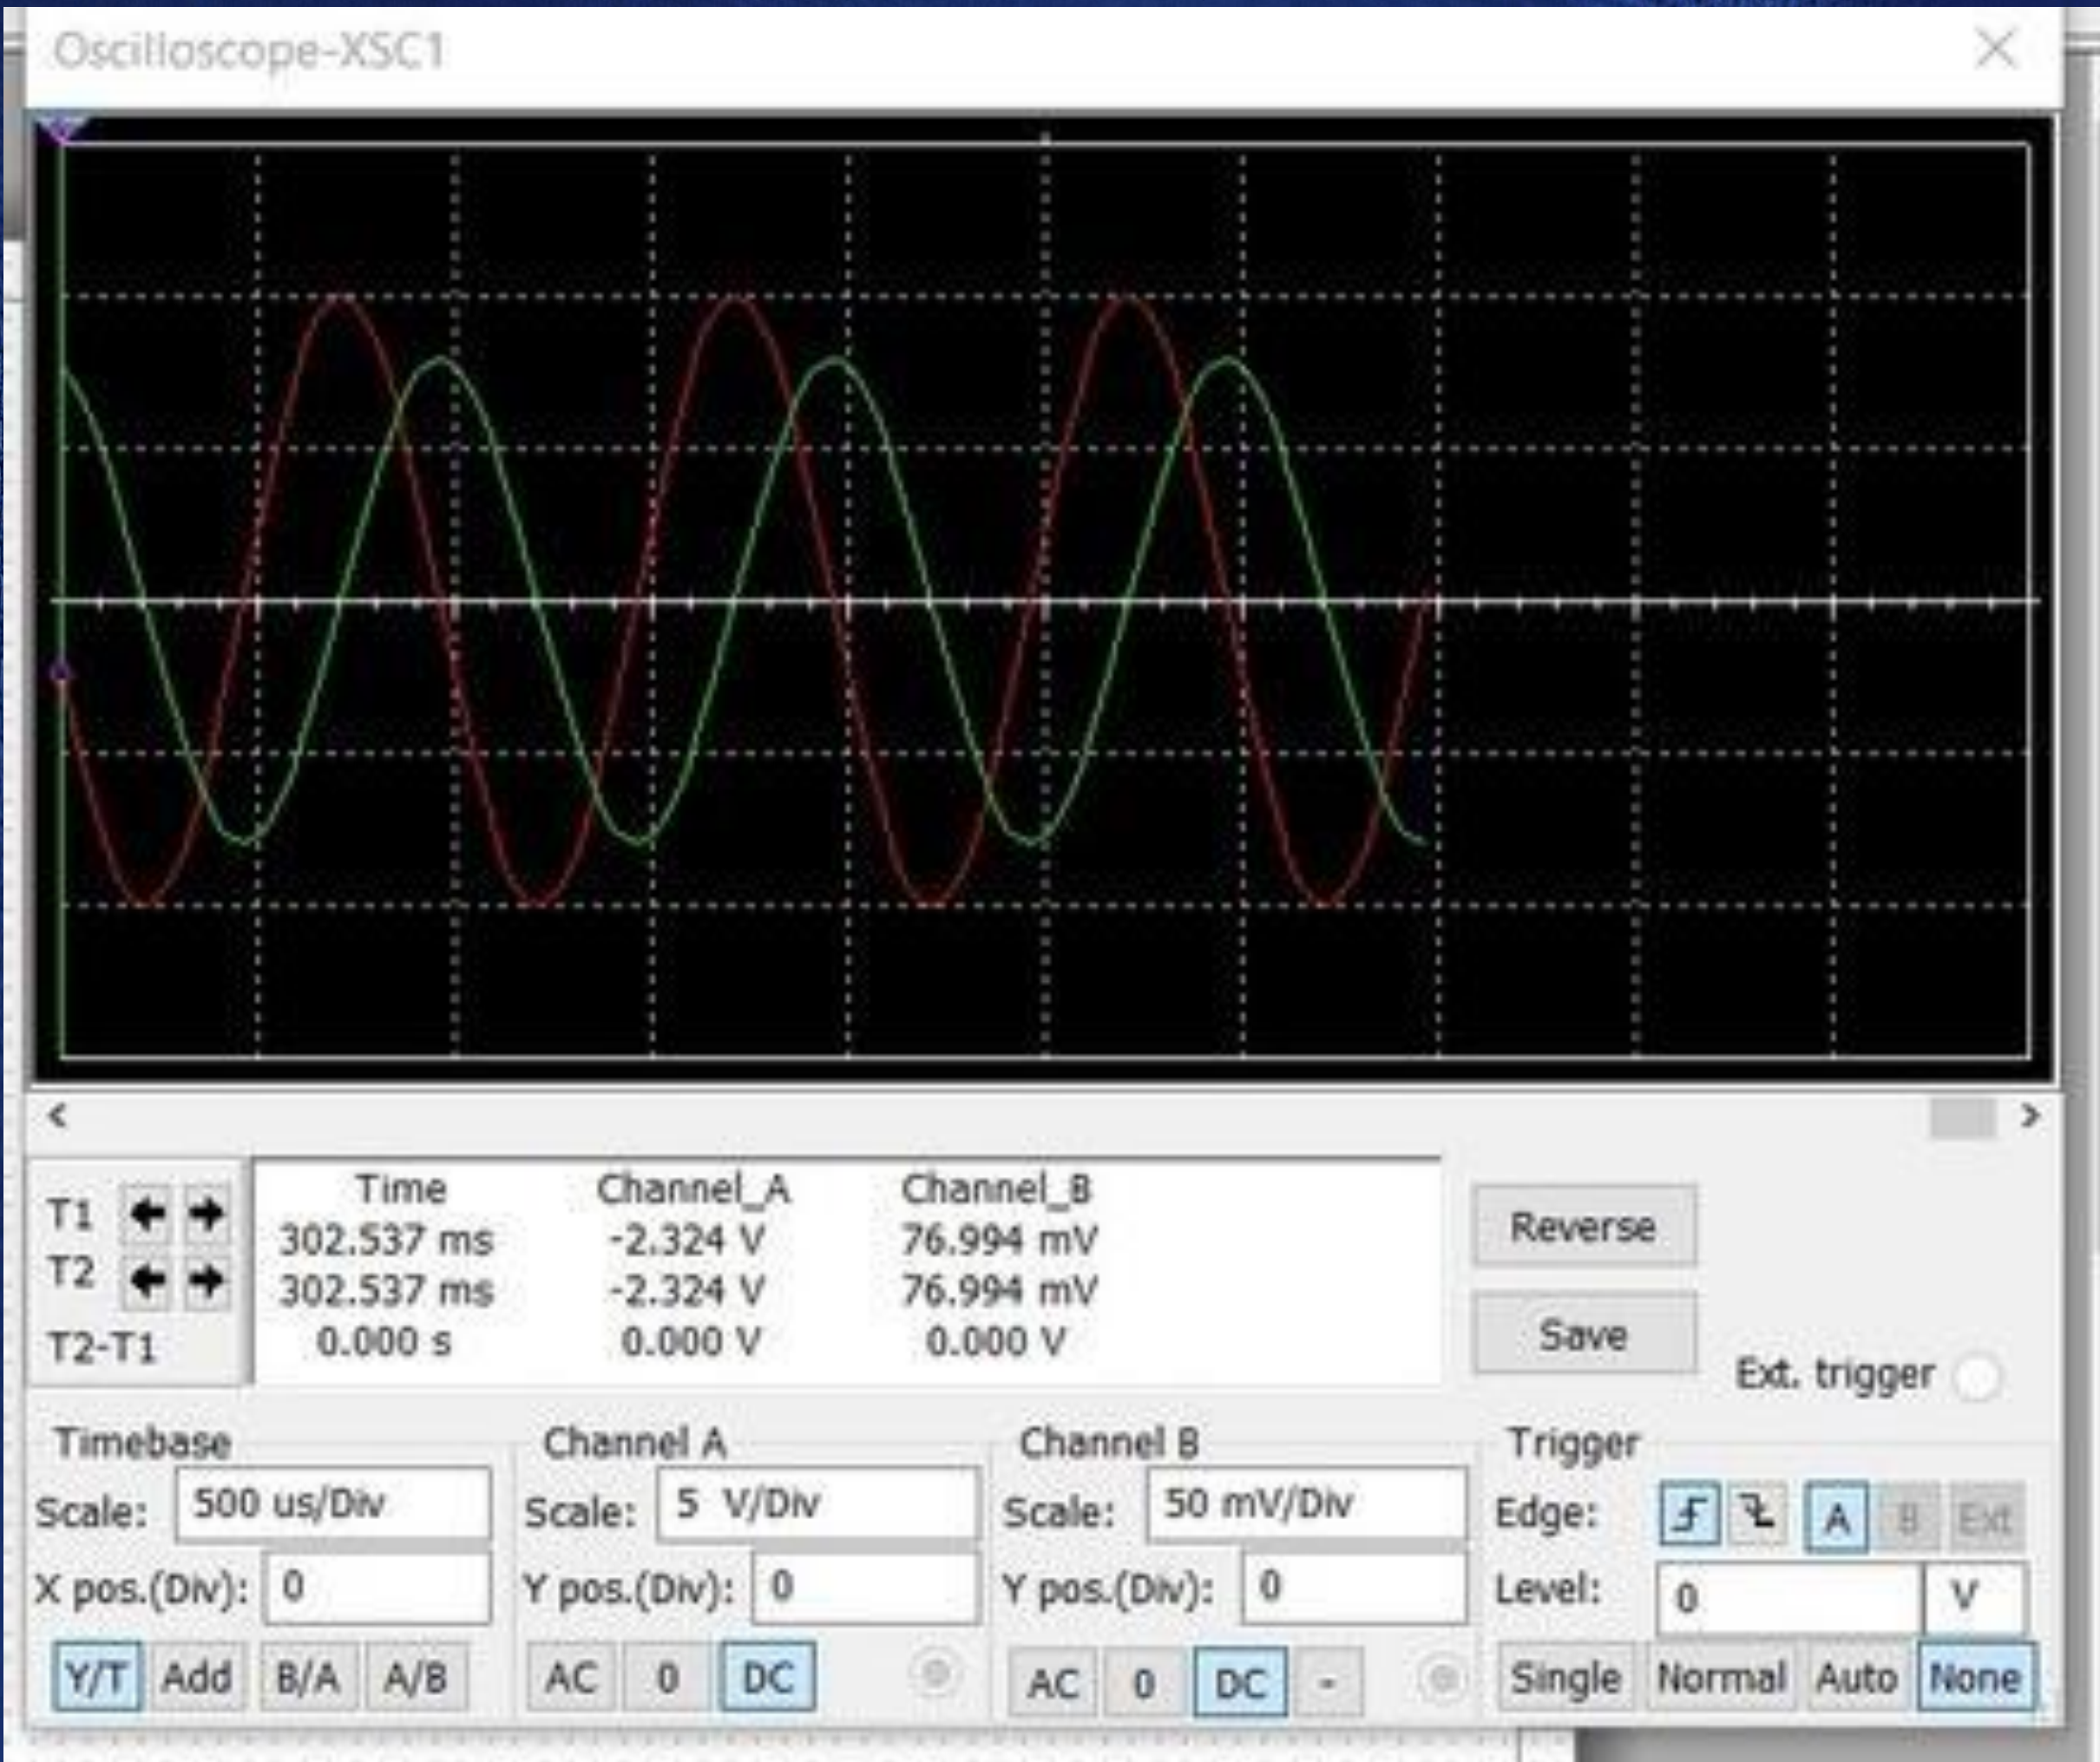 Oscilloscope-XSC1
Time Channel_A Channel_B
T1 302.537 ms -2.324 V 76.994 mV
T2 302.537 ms -2.324 V 76.994 mV
T2-T1 0.000 s 0.000 V 0.000 V
Reverse
Save
Ext. trigger
Timebase Channel A Channel B Trigger
Scale: 500 us/Div Scale: 5 V/Div Scale: 50 mV/Div Edge: A B Ext
X pos.(Div): 0 Y pos.(Div): 0 Y pos.(Div): 0 Level: 0 V
Y/T Add B/A A/B AC 0 DC AC 0 DC - Single Normal Auto None